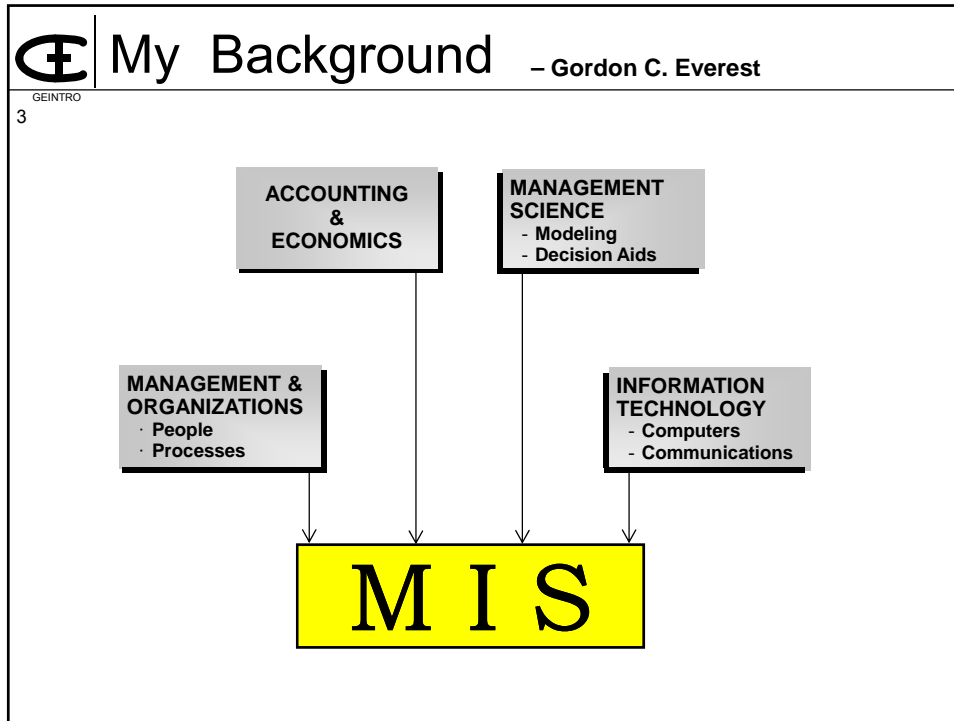 My Background – Gordon C. Everest
GEINTRO
3
ACCOUNTING
&
ECONOMICS
MANAGEMENT
SCIENCE
- Modeling
- Decision Aids
MANAGEMENT &
ORGANIZATIONS
· People
· Processes
INFORMATION
TECHNOLOGY
- Computers
- Communications
M I S